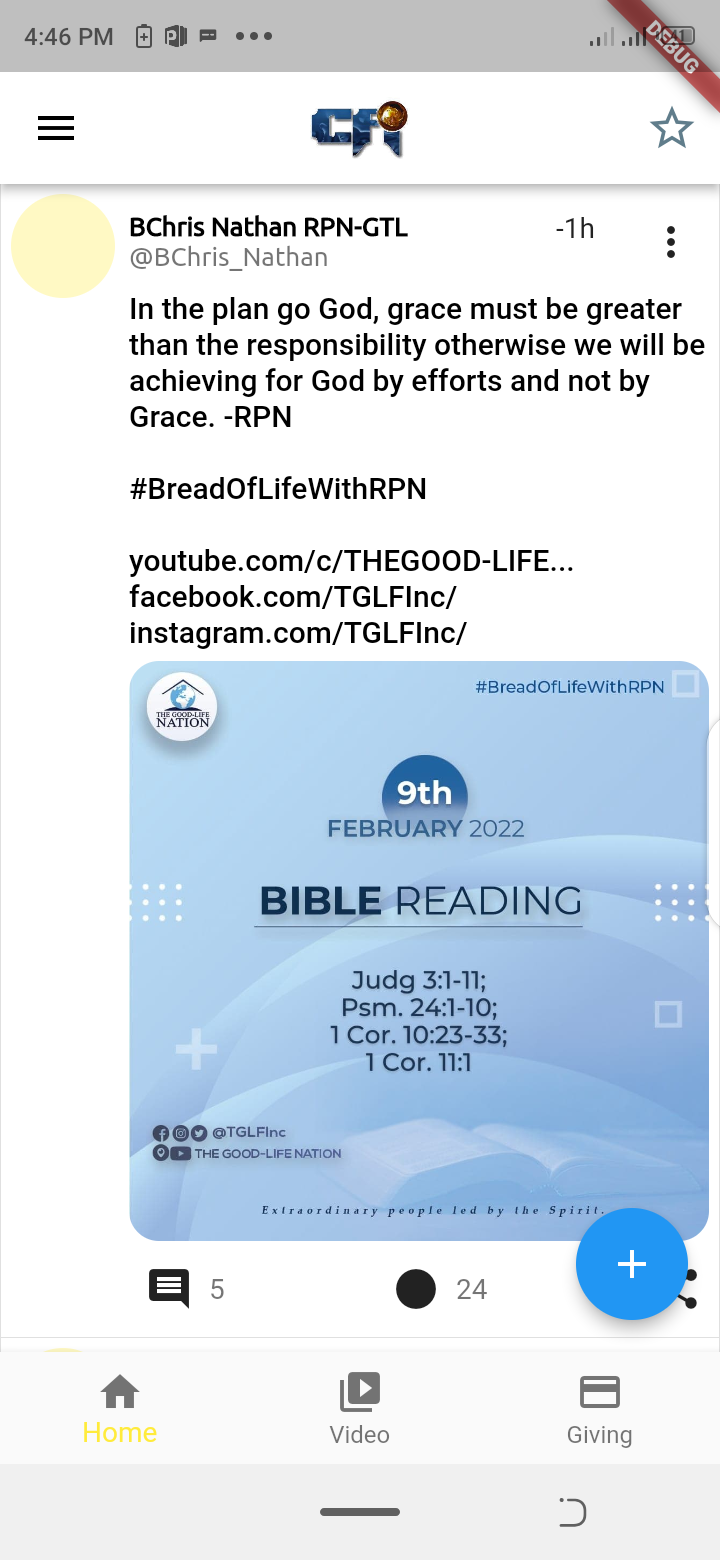 4:46 PM
41
DEBUG
CFI
BChris Nathan RPN-GTL
-1h
@BChris_Nathan
In the plan go God, grace must be greater
than the responsibility otherwise we will be
achieving for God by efforts and not by
Grace. -RPN
#BreadOfLifeWithRPN
youtube.com/c/THEGOOD-LIFE...
facebook.com/TGLFInc/
instagram.com/TGLFInc/
#BreadOfLifeWithRPN
THE GOOD-LIFE
NATION
9th
FEBRUARY 2022
BIBLE READING
Judg 3:1-11;
Psm. 24:1-10;
1 Cor. 10:23-33;
1 Cor. 11:1
@TGLFInc
THE GOOD-LIFE NATION
Extraordinary people led by the Spirit.
5
24
Home
Video
Giving